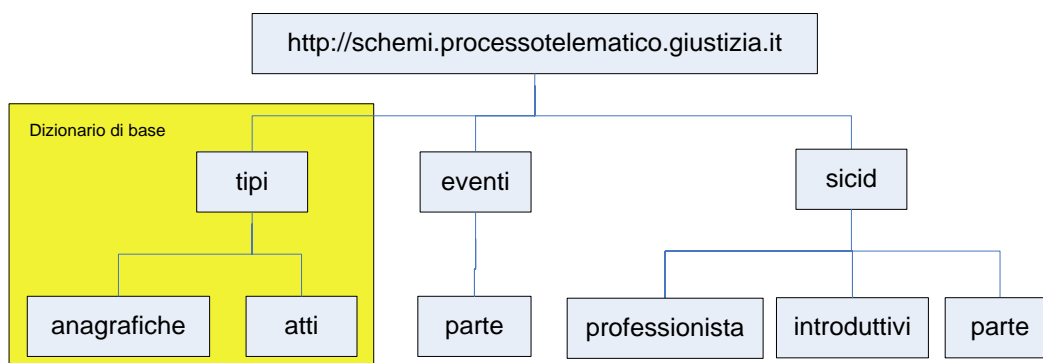 http://schemi.processotelematico.giustizia.it
Dizionario di base
tipi
eventi
sicid
anagrafiche
atti
parte
professionista
introduttivi
parte